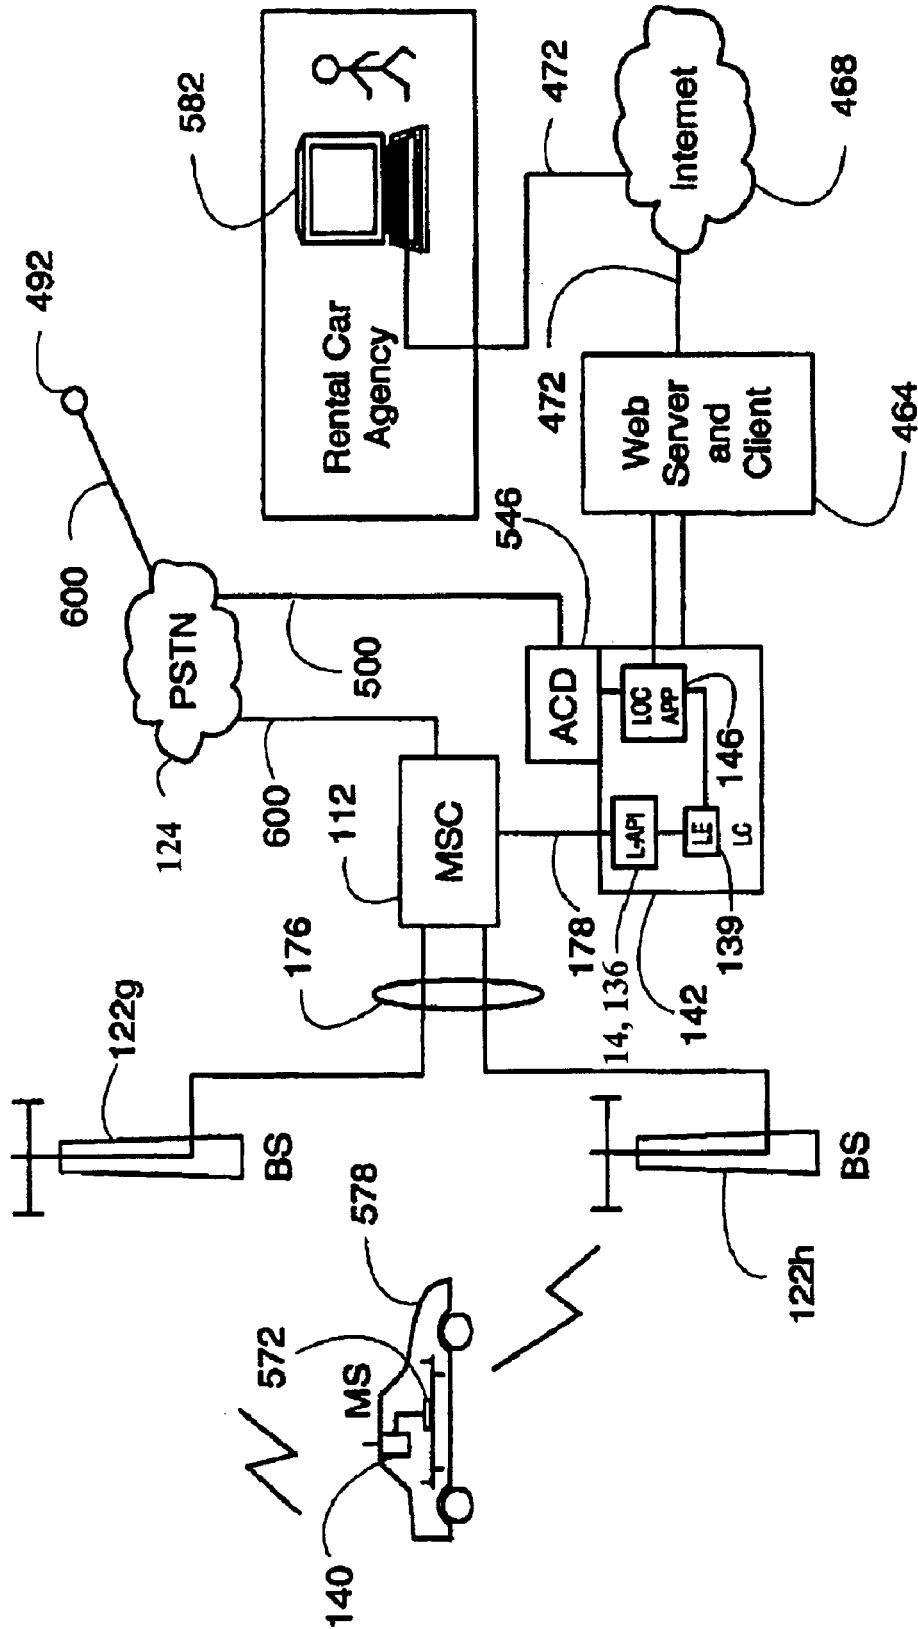 492
600
122g
124
PSTN
582
BS
572
600
176
112
MS
578
140
500
Rental Car
Agency
MSC
546
472
472
ACD
178
14, 136
L-API
LOC
APP
Web
Server
and
Client
Internet
142
LE
139
146
LC
122h
468
BS
464